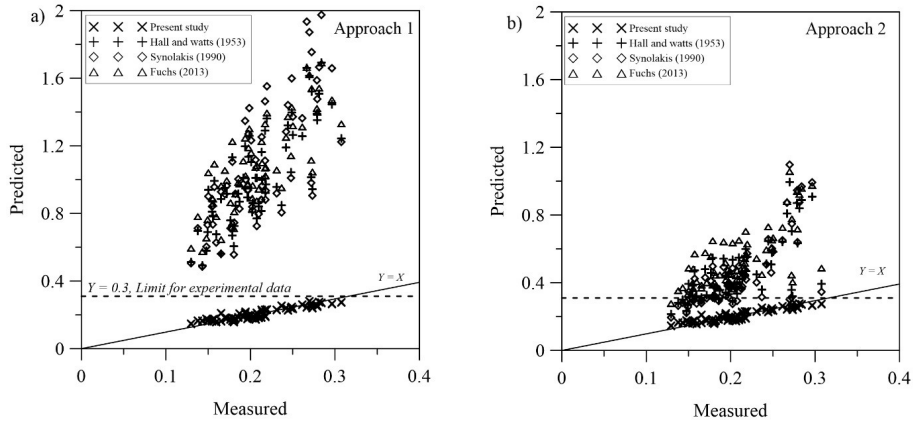 a)
Approach 1
Present study
Hall and watts (1953)
Synolakis (1990)
Fuchs (2013)
2
1.6
1.2
0.8
0.4
0
Predicted
Y = X
Y = 0.3, Limit for experimental data
0 0.1 0.2 0.3 0.4
Measured
b)
Approach 2
Present study
Hall and watts (1953)
Synolakis (1990)
Fuchs (2013)
2
1.6
1.2
0.8
0.4
0
Predicted
Y = X
0 0.1 0.2 0.3 0.4
Measured